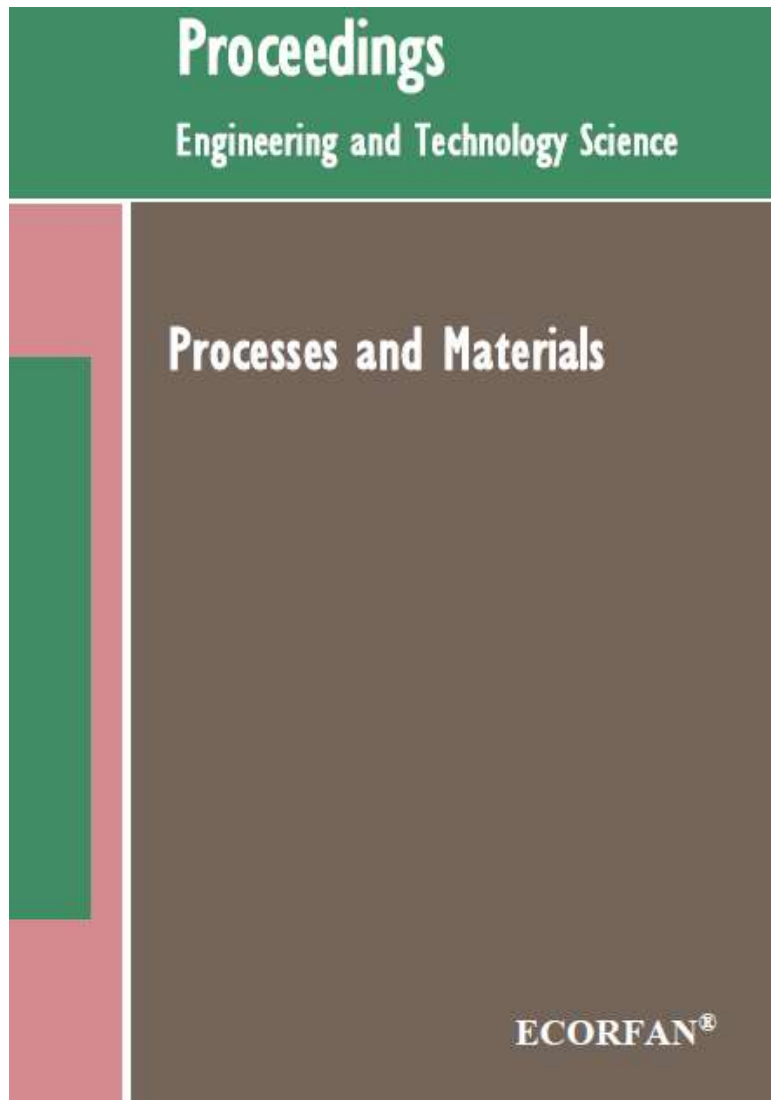 Proceedings
Engineering and Technology Science
Processes and Materials
ECORFAN®